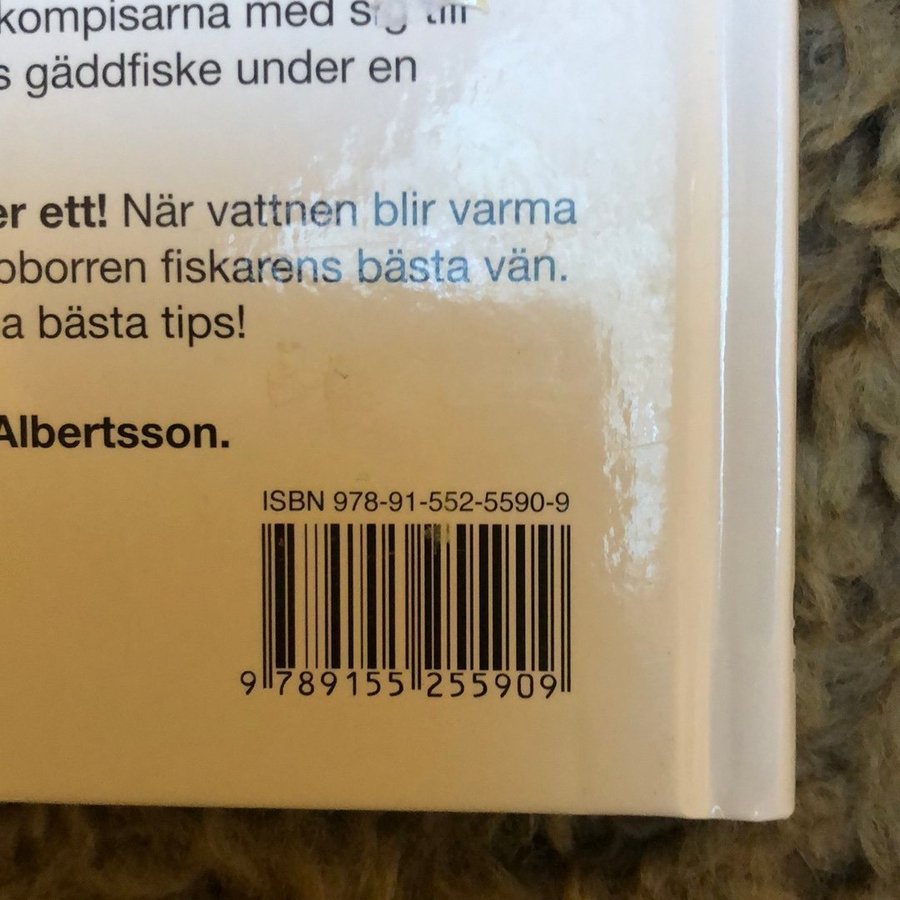 kompisarna med sig till
s gäddfiske under en
er ett! När vattnen blir varma
oborren fiskarens bästa vän.
a bästa tips!
Albertsson.
ISBN 978-91-552-5590-9
9 789155 255909